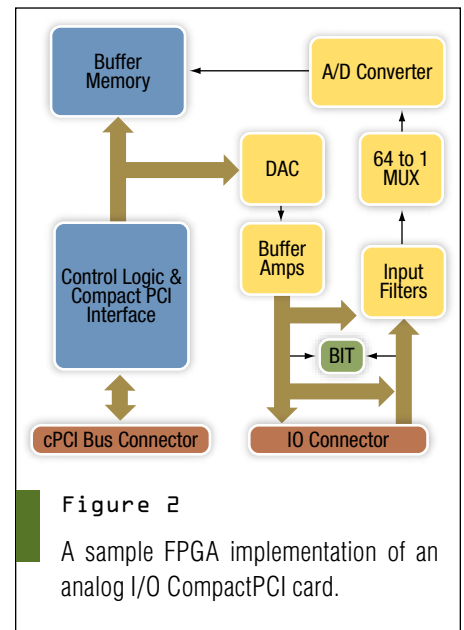 Buffer
Memory
A/D Converter
DAC
64 to 1
MUX
Control Logic &
Compact PCI
Interface
Buffer
Amps
Input
Filters
BIT
cPCI Bus Connector
IO Connector
Figure 2
A sample FPGA implementation of an
analog I/O CompactPCI card.